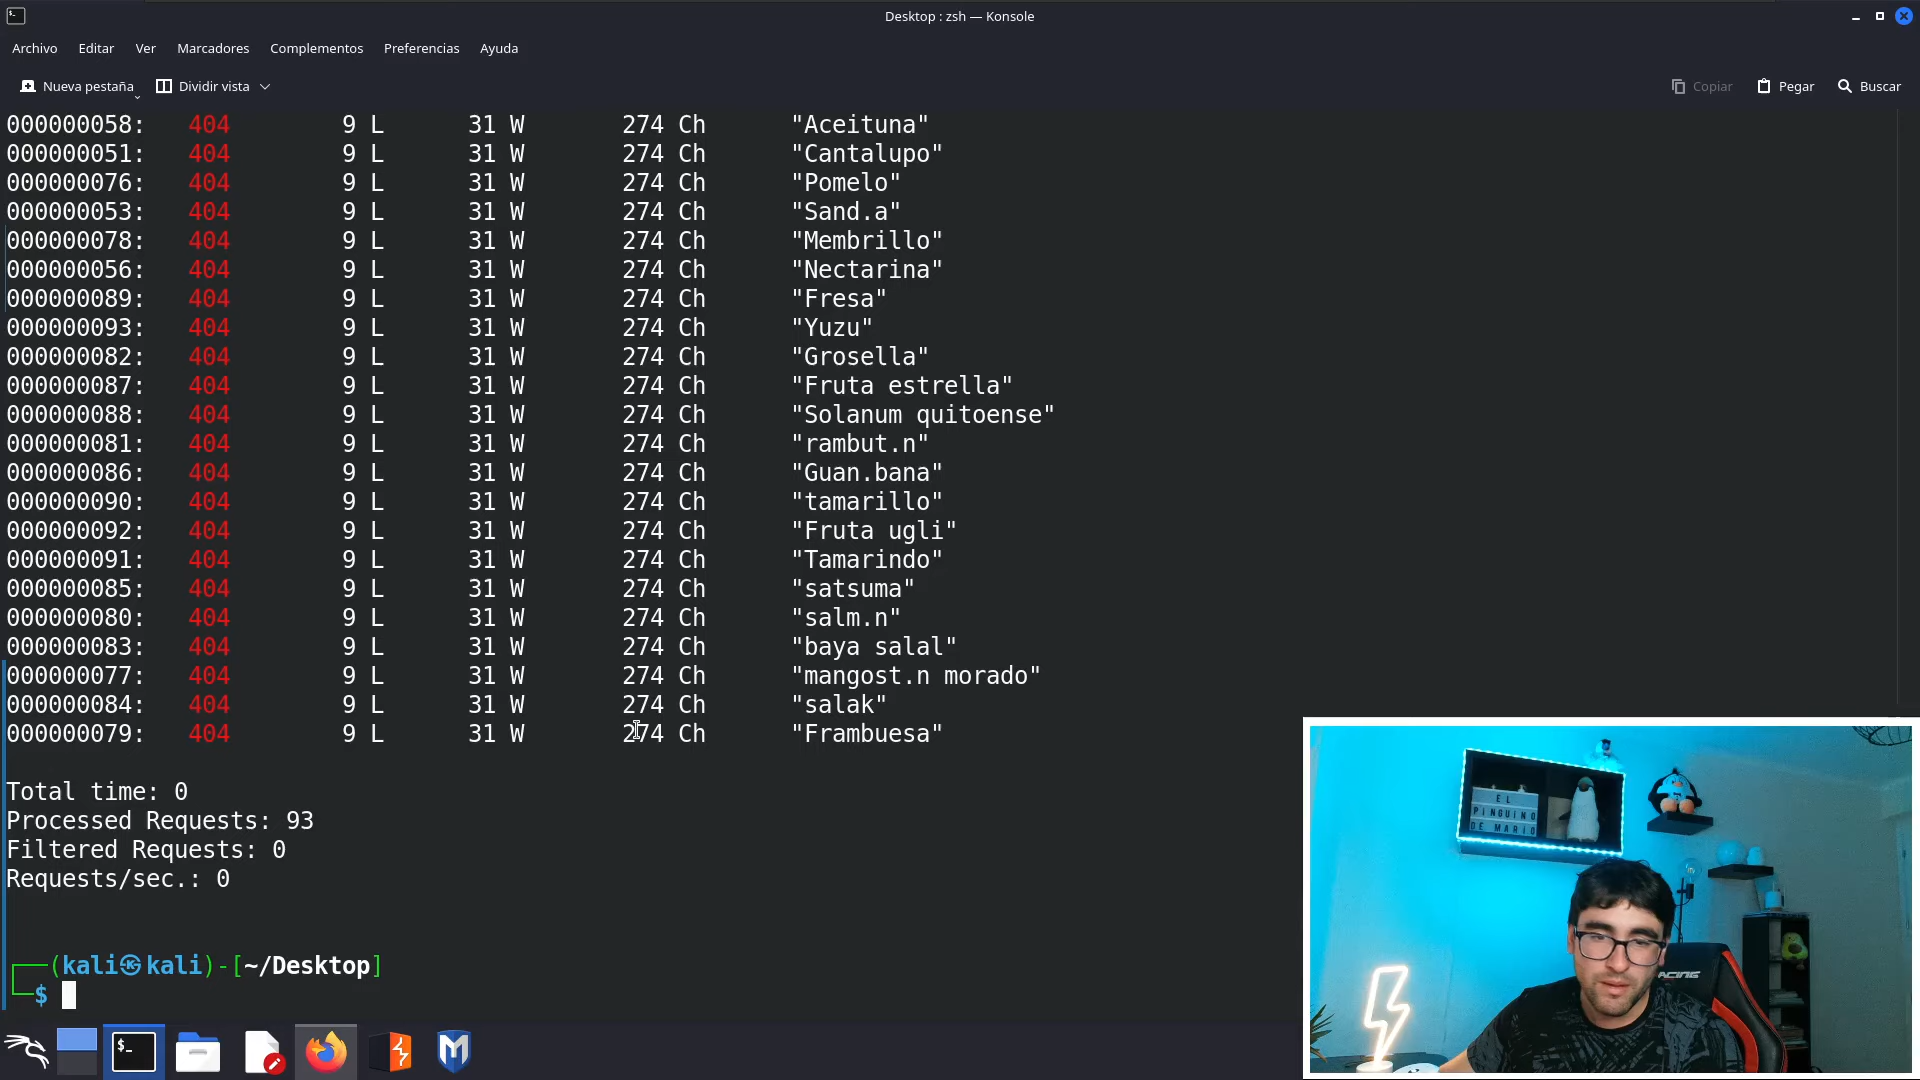 Desktop : zsh — Konsole
Archivo Editar Ver Marcadores Complementos Preferencias Ayuda
Nueva pestaña Dividir vista Copiar Pegar Buscar
000000058: 404 9 L 31 W 274 Ch "Aceituna"
000000051: 404 9 L 31 W 274 Ch "Cantalupo"
000000076: 404 9 L 31 W 274 Ch "Pomelo"
000000053: 404 9 L 31 W 274 Ch "Sand.a"
000000078: 404 9 L 31 W 274 Ch "Membrillo"
000000056: 404 9 L 31 W 274 Ch "Nectarina"
000000089: 404 9 L 31 W 274 Ch "Fresa"
000000093: 404 9 L 31 W 274 Ch "Yuzu"
000000082: 404 9 L 31 W 274 Ch "Grosella"
000000087: 404 9 L 31 W 274 Ch "Fruta estrella"
000000088: 404 9 L 31 W 274 Ch "Solanum quitoense"
000000081: 404 9 L 31 W 274 Ch "rambut.n"
000000086: 404 9 L 31 W 274 Ch "Guan.bana"
000000090: 404 9 L 31 W 274 Ch "tamarillo"
000000092: 404 9 L 31 W 274 Ch "Fruta ugli"
000000091: 404 9 L 31 W 274 Ch "Tamarindo"
000000085: 404 9 L 31 W 274 Ch "satsuma"
000000080: 404 9 L 31 W 274 Ch "salm.n"
000000083: 404 9 L 31 W 274 Ch "baya salal"
000000077: 404 9 L 31 W 274 Ch "mangost.n morado"
000000084: 404 9 L 31 W 274 Ch "salak"
000000079: 404 9 L 31 W 274 Ch "Frambuesa"
Total time: 0
Processed Requests: 93
Filtered Requests: 0
Requests/sec.: 0
┌──(kali㉿kali)-[~/Desktop]
└─$
EL
PINGUINO
DE MARIO